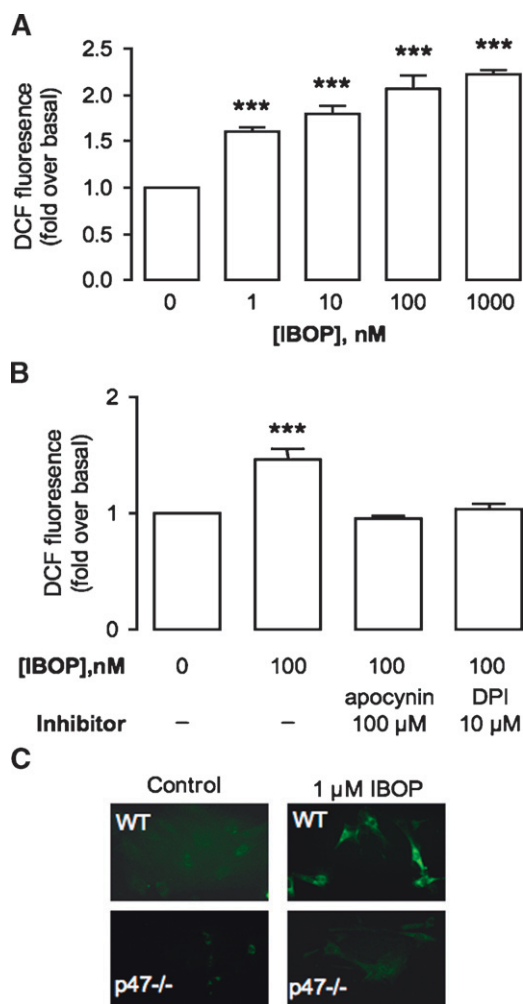 A
DCF fluoresence
(fold over basal)
2.5
2.0
1.5
1.0
0.5
0.0
*** *** *** ***
0 1 10 100 1000
[IBOP], nM
B
DCF fluoresence
(fold over basal)
2
1
0
***
[IBOP],nM 0 100 100 100
apocynin DPI
Inhibitor – – 100 µM 10 µM
C
Control 1 µM IBOP
WT WT
p47-/- p47-/-